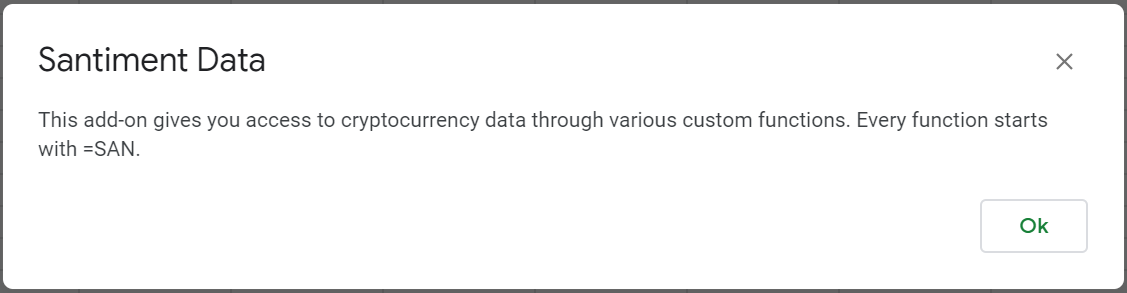 Santiment Data
This add-on gives you access to cryptocurrency data through various custom functions. Every function starts
with =SAN.
Ok